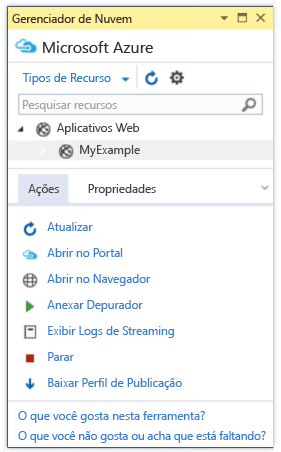 Gerenciador de Nuvem
Microsoft Azure
Tipos de Recurso
Pesquisar recursos
Aplicativos Web
MyExample
Ações Propriedades
Atualizar
Abrir no Portal
Abrir no Navegador
Anexar Depurador
Exibir Logs de Streaming
Parar
Baixar Perfil de Publicação
O que você gosta nesta ferramenta?
O que você não gosta ou acha que está faltando?